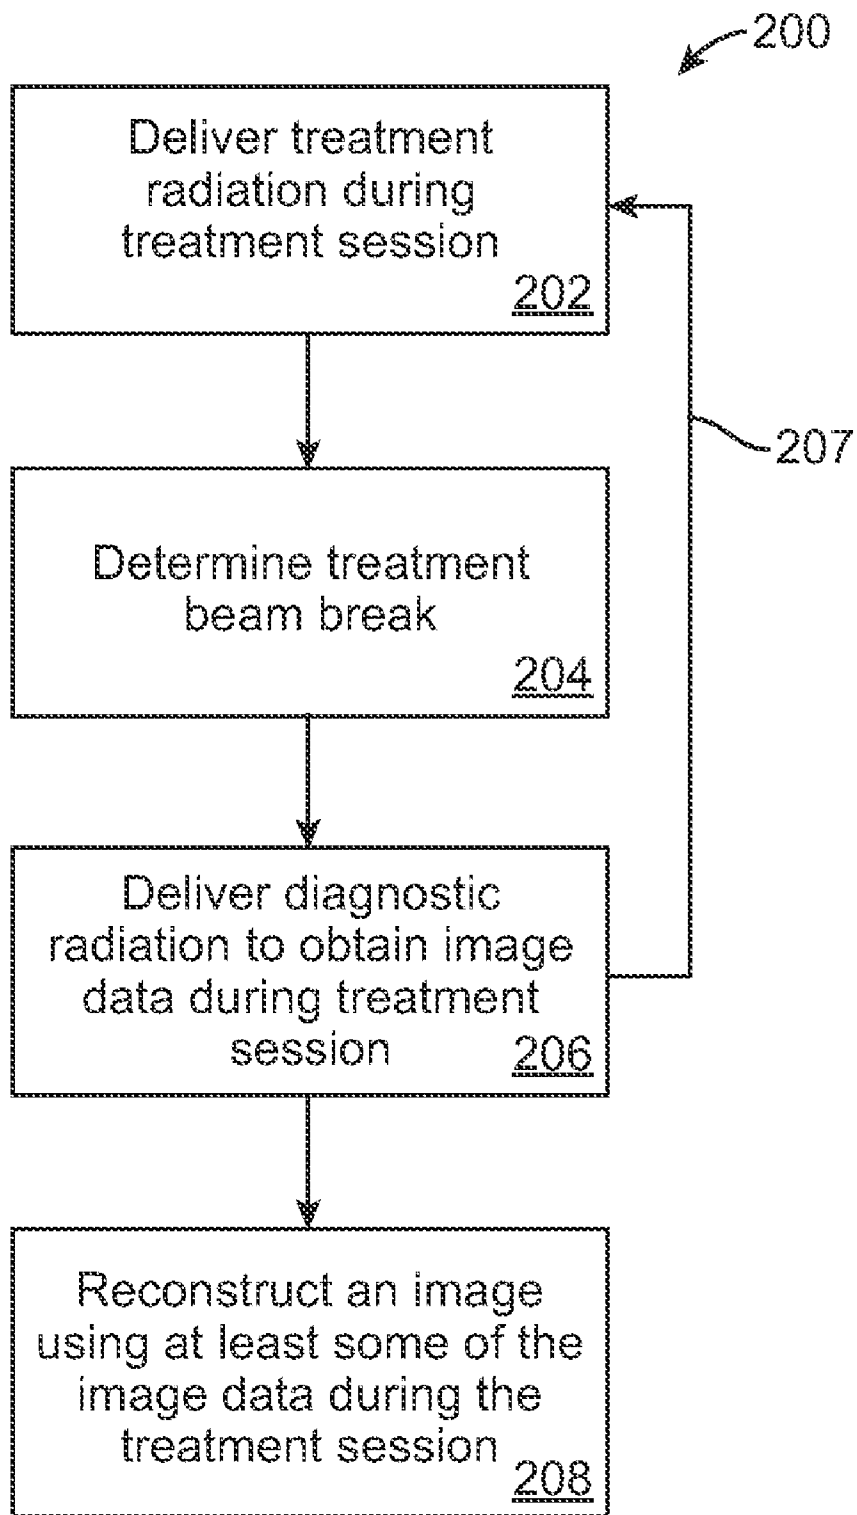 200
Deliver treatment
radiation during
treatment session
202
207
Determine treatment
beam break
204
Deliver diagnostic
radiation to obtain image
data during treatment
session
206
Reconstruct an image
using at least some of the
image data during the
treatment session
208